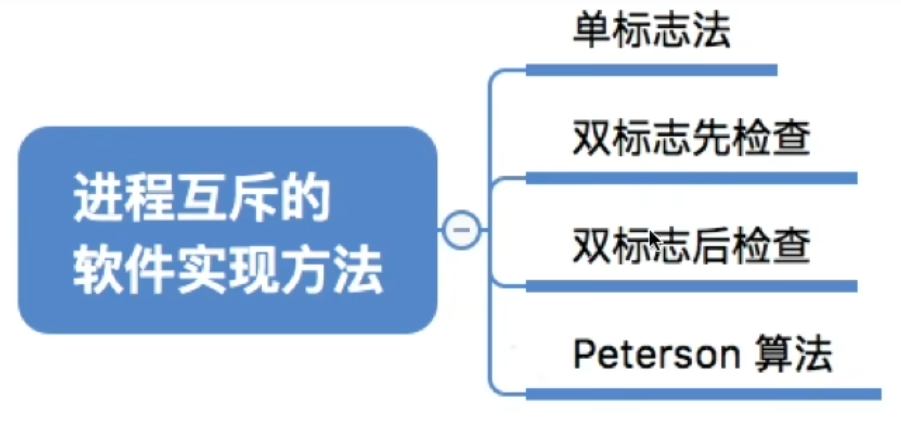 进程互斥的
软件实现方法
单标志法
双标志先检查
双标志后检查
Peterson 算法